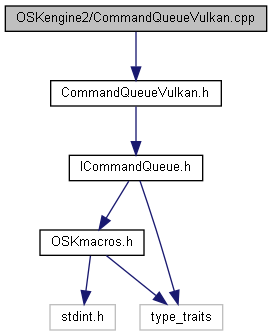 OSKengine2/CommandQueueVulkan.cpp
CommandQueueVulkan.h
ICommandQueue.h
OSKmacros.h
stdint.h
type_traits